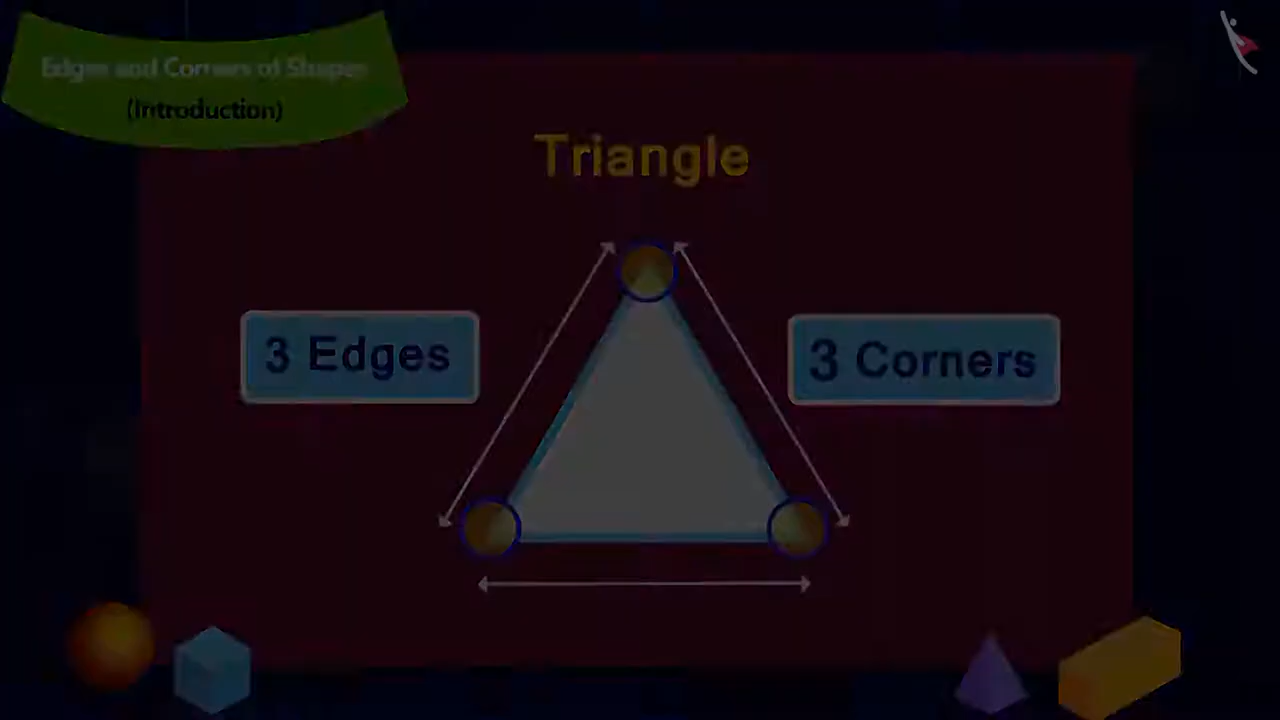 Edges and Corners of Shapes
(Introduction)
Triangle
3 Edges
3 Corners